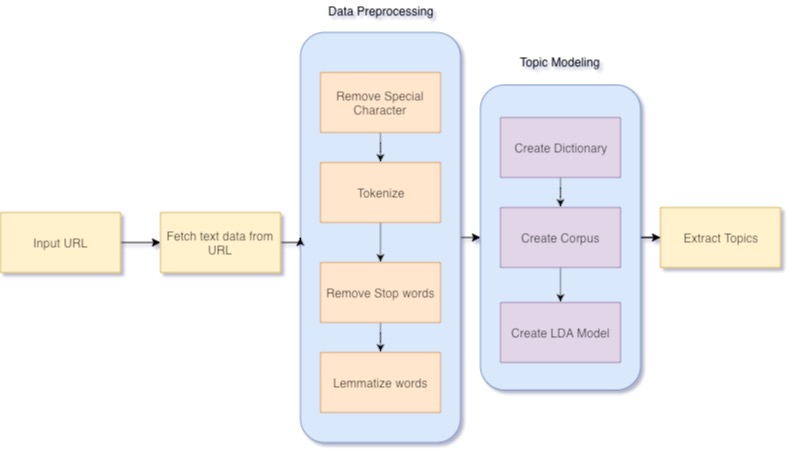 Data Preprocessing
Topic Modeling
Input URL
Fetch text data from
URL
Remove Special
Character
Tokenize
Remove Stop words
Lemmatize words
Create Dictionary
Create Corpus
Create LDA Model
Extract Topics